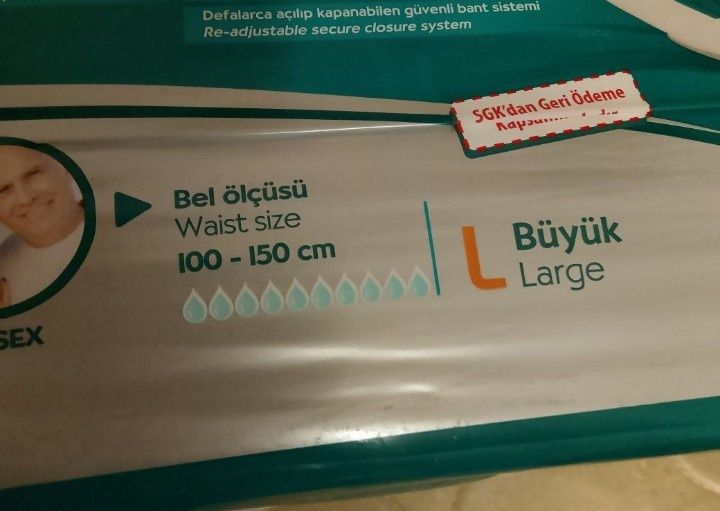 Defalarca açılıp kapanabilen güvenli bant sistemi
Re-adjustable secure closure system
SGK'dan Geri Ödeme
Bel ölçüsü
Waist size
100 - 150 cm
L
Büyük
Large
SEX